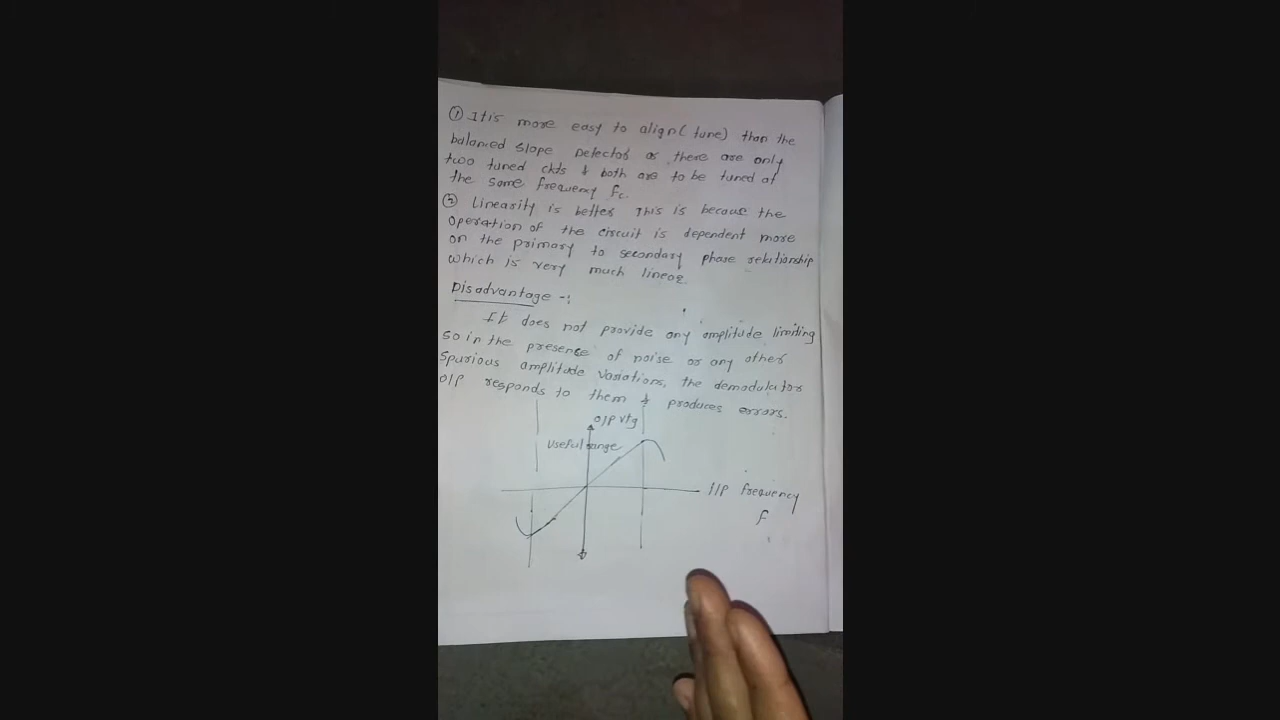 ① It is more easy to align (tune) than the
balanced slope Detector as there are only
two tuned ckts & both are to be tuned at
the same frequency fc.
② Linearity is better This is because the
operation of the circuit is dependent more
on the primary to secondary phase relationship
which is very much linear.
Disadvantage -:
It does not provide any amplitude limiting
so in the presence of noise or any other
spurious amplitude variations, the demodulator
O/P responds to them & produces errors.
O/P vtg
Useful range
I/P frequency
f